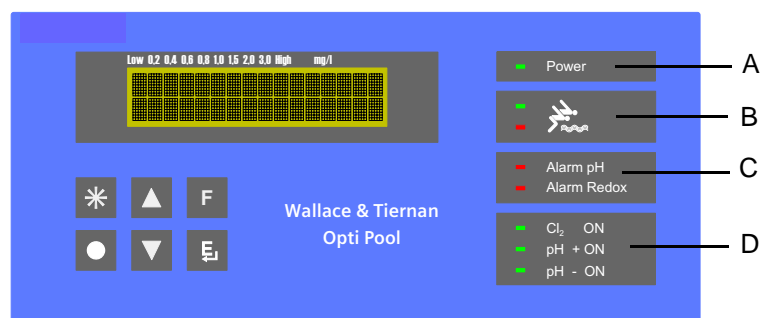 Low 0,2 0,4 0,6 0,8 1,0 1,5 2,0 3,0 High mg/l
Power
A
B
Alarm pH
Alarm Redox
C
F
E
Wallace & Tiernan
Opti Pool
Cl₂ ON
pH + ON
pH - ON
D